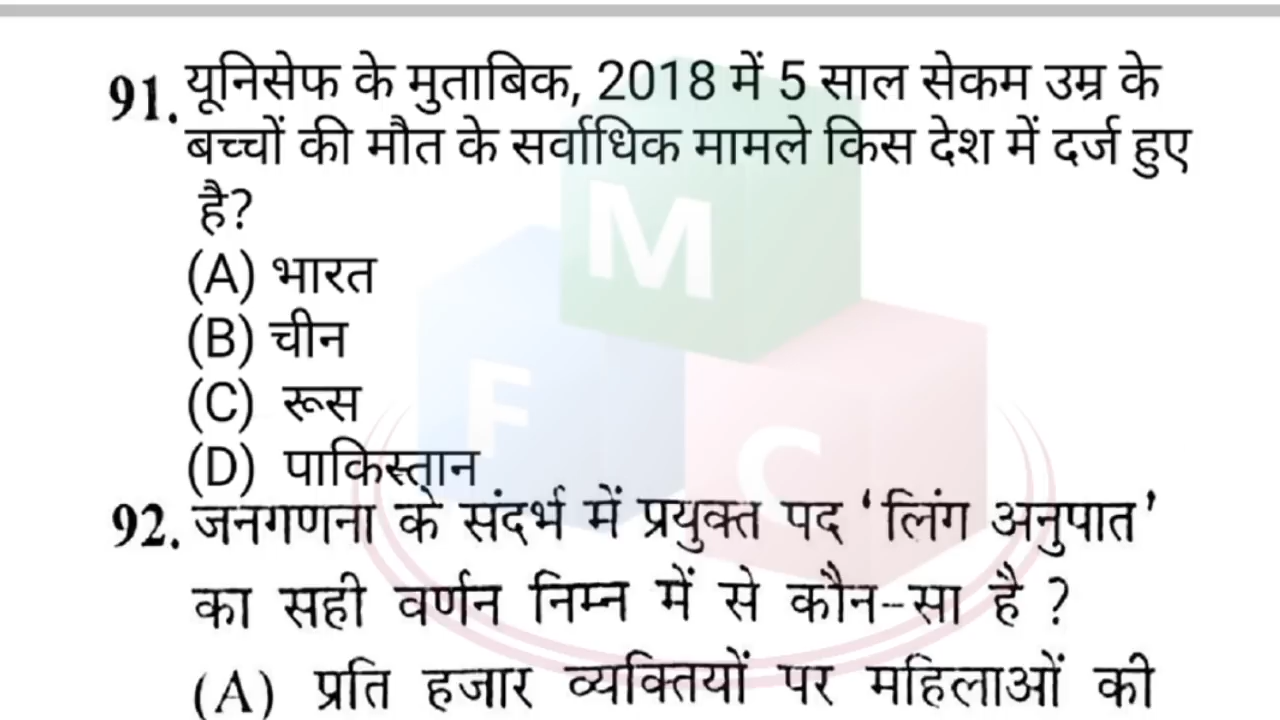 91. यूनिसेफ के मुताबिक, 2018 में 5 साल सेकम उम्र के
बच्चों की मौत के सर्वाधिक मामले किस देश में दर्ज हुए
है?
(A) भारत
(B) चीन
(C) रूस
(D) पाकिस्तान
92. जनगणना के संदर्भ में प्रयुक्त पद ‘लिंग अनुपात’
का सही वर्णन निम्न में से कौन-सा है ?
(A) प्रति हजार व्यक्तियों पर महिलाओं की
M
F
C